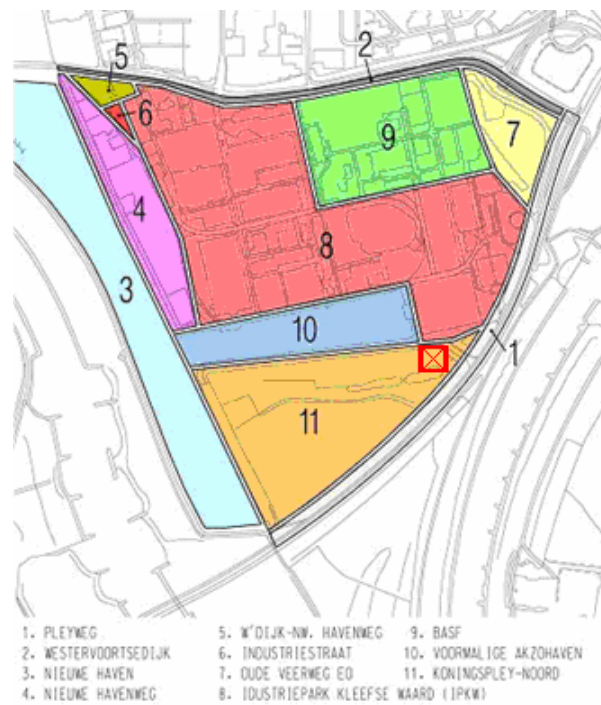 2
5
6
7
9
4
8
3
10
1
11
1. PLEYWEG
2. WESTERVOORTSEDIJK
3. NIEUWE HAVEN
4. NIEUWE HAVENWEG
5. W'DIJK-NW. HAVENWEG
6. INDUSTRIESTRAAT
7. OUDE VEERWEG EO
8. IDUSTRIEPARK KLEEFSE WAARD (IPKW)
9. BASF
10. VOORMALIGE AKZOHAVEN
11. KONINGSPLEY-NOORD